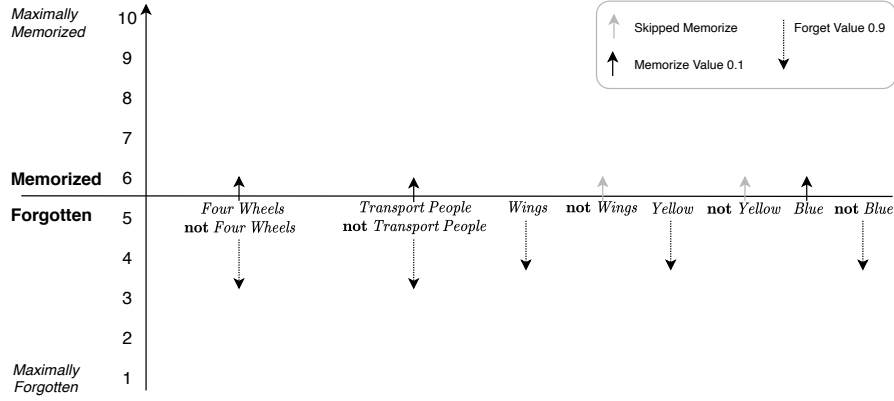 Maximally
Memorized
10
9
8
7
6
Memorized
Forgotten
5
4
3
2
1
Maximally
Forgotten
Skipped Memorize
Memorize Value 0.1
Forget Value 0.9
Four Wheels
not Four Wheels
Transport People
not Transport People
Wings
not Wings
Yellow
not Yellow
Blue
not Blue